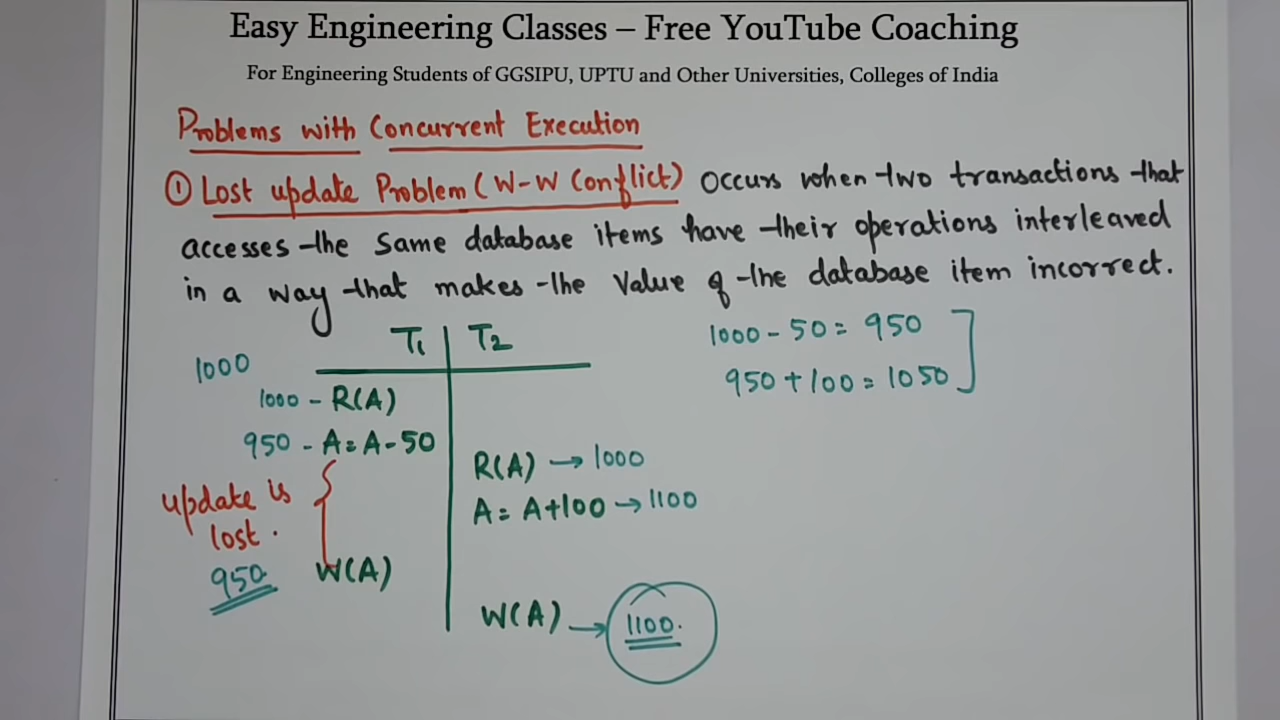 Easy Engineering Classes – Free YouTube Coaching
For Engineering Students of GGSIPU, UPTU and Other Universities, Colleges of India
Problems with Concurrent Execution
① Lost update Problem (W-W Conflict) occurs when two transactions that
accesses the same database items have their operations interleaved
in a way that makes the value of the database item incorrect.
T1 | T2
1000
1000 - 50 = 950
950 + 100 = 1050
1000 - R(A)
950 - A = A - 50
R(A) → 1000
A = A + 100 → 1100
update is
lost.
950 W(A)
W(A) → 1100.